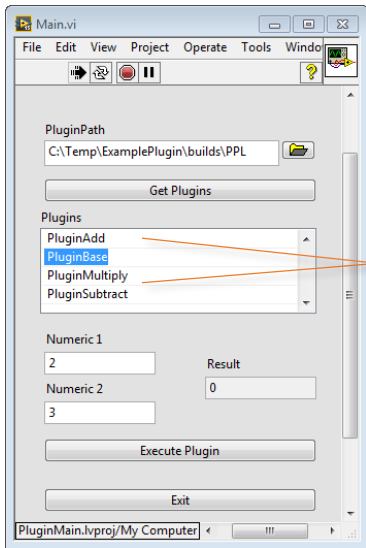 Main.vi
File Edit View Project Operate Tools Windo
PluginPath
C:\Temp\ExamplePlugin\builds\PPL
Get Plugins
Plugins
PluginAdd
PluginBase
PluginMultiply
PluginSubtract
Numeric 1
2
Result
0
Numeric 2
3
Execute Plugin
Exit
PluginMain.lvproj/My Computer